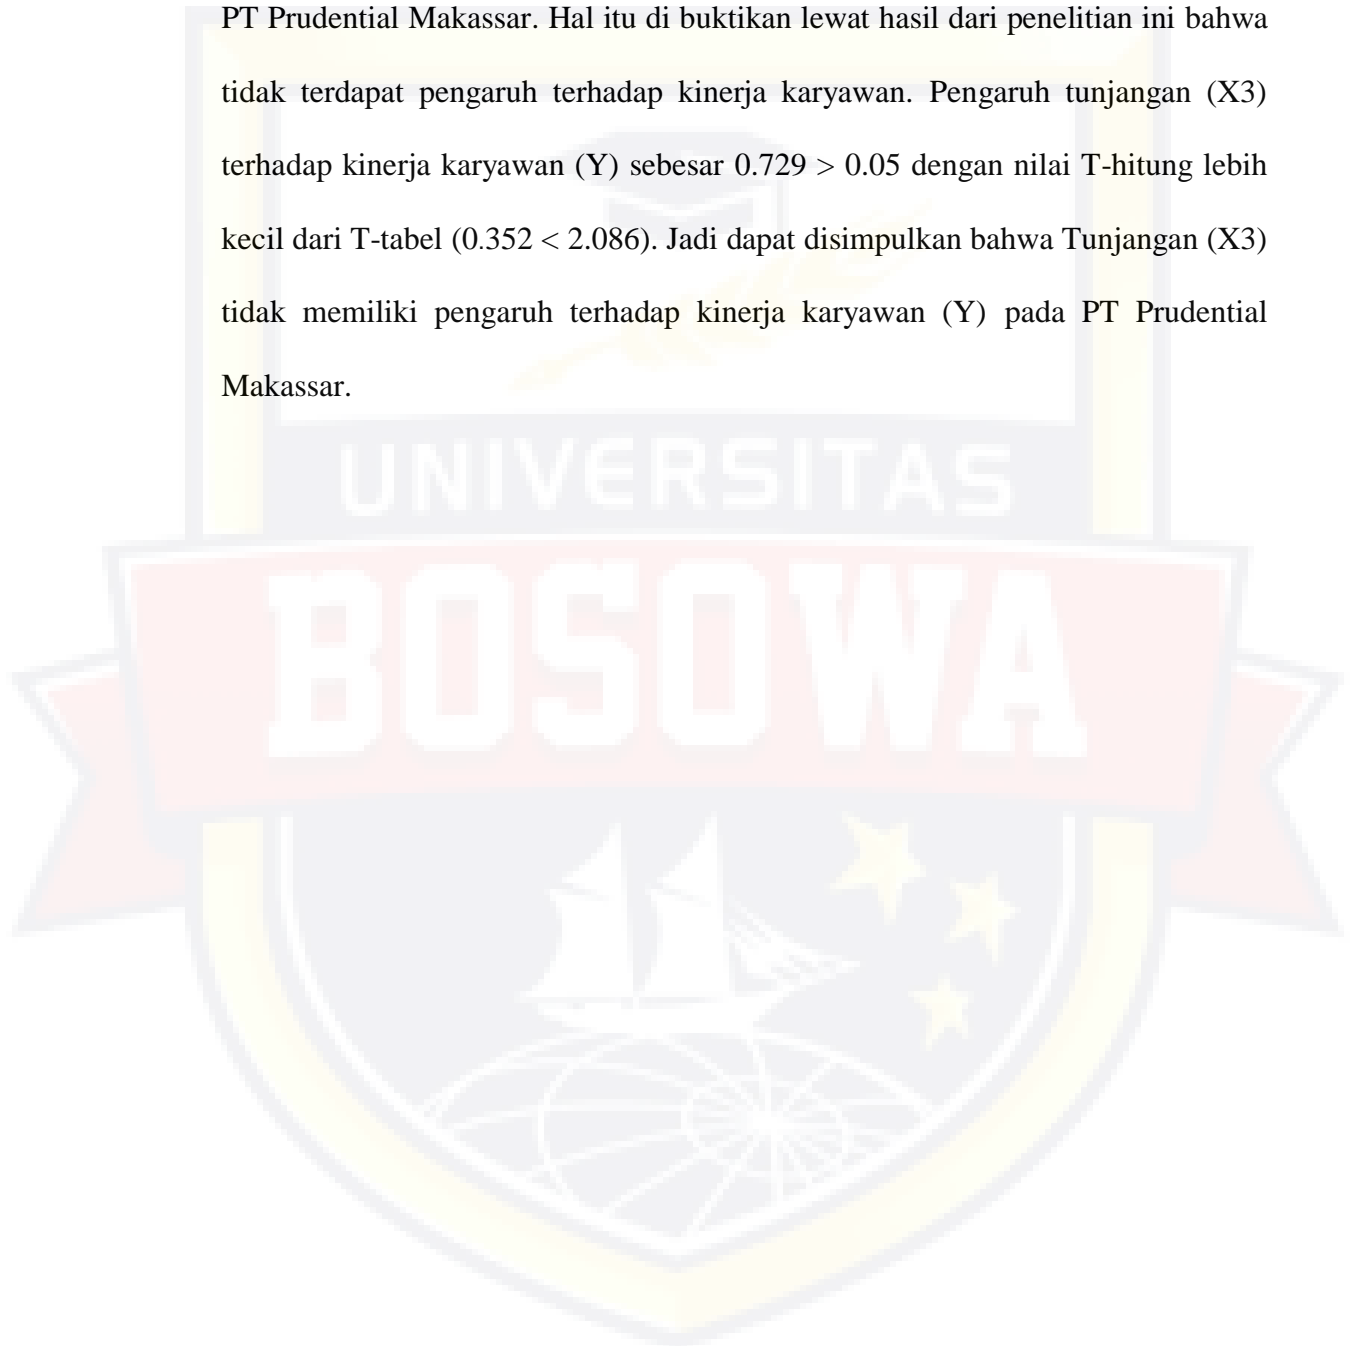 PT Prudential Makassar. Hal itu di buktikan lewat hasil dari penelitian ini bahwa
tidak terdapat pengaruh terhadap kinerja karyawan. Pengaruh tunjangan (X3)
terhadap kinerja karyawan (Y) sebesar 0.729 > 0.05 dengan nilai T-hitung lebih
kecil dari T-tabel (0.352 < 2.086). Jadi dapat disimpulkan bahwa Tunjangan (X3)
tidak memiliki pengaruh terhadap kinerja karyawan (Y) pada PT Prudential
Makassar.
UNIVERSITAS
BOSOWA